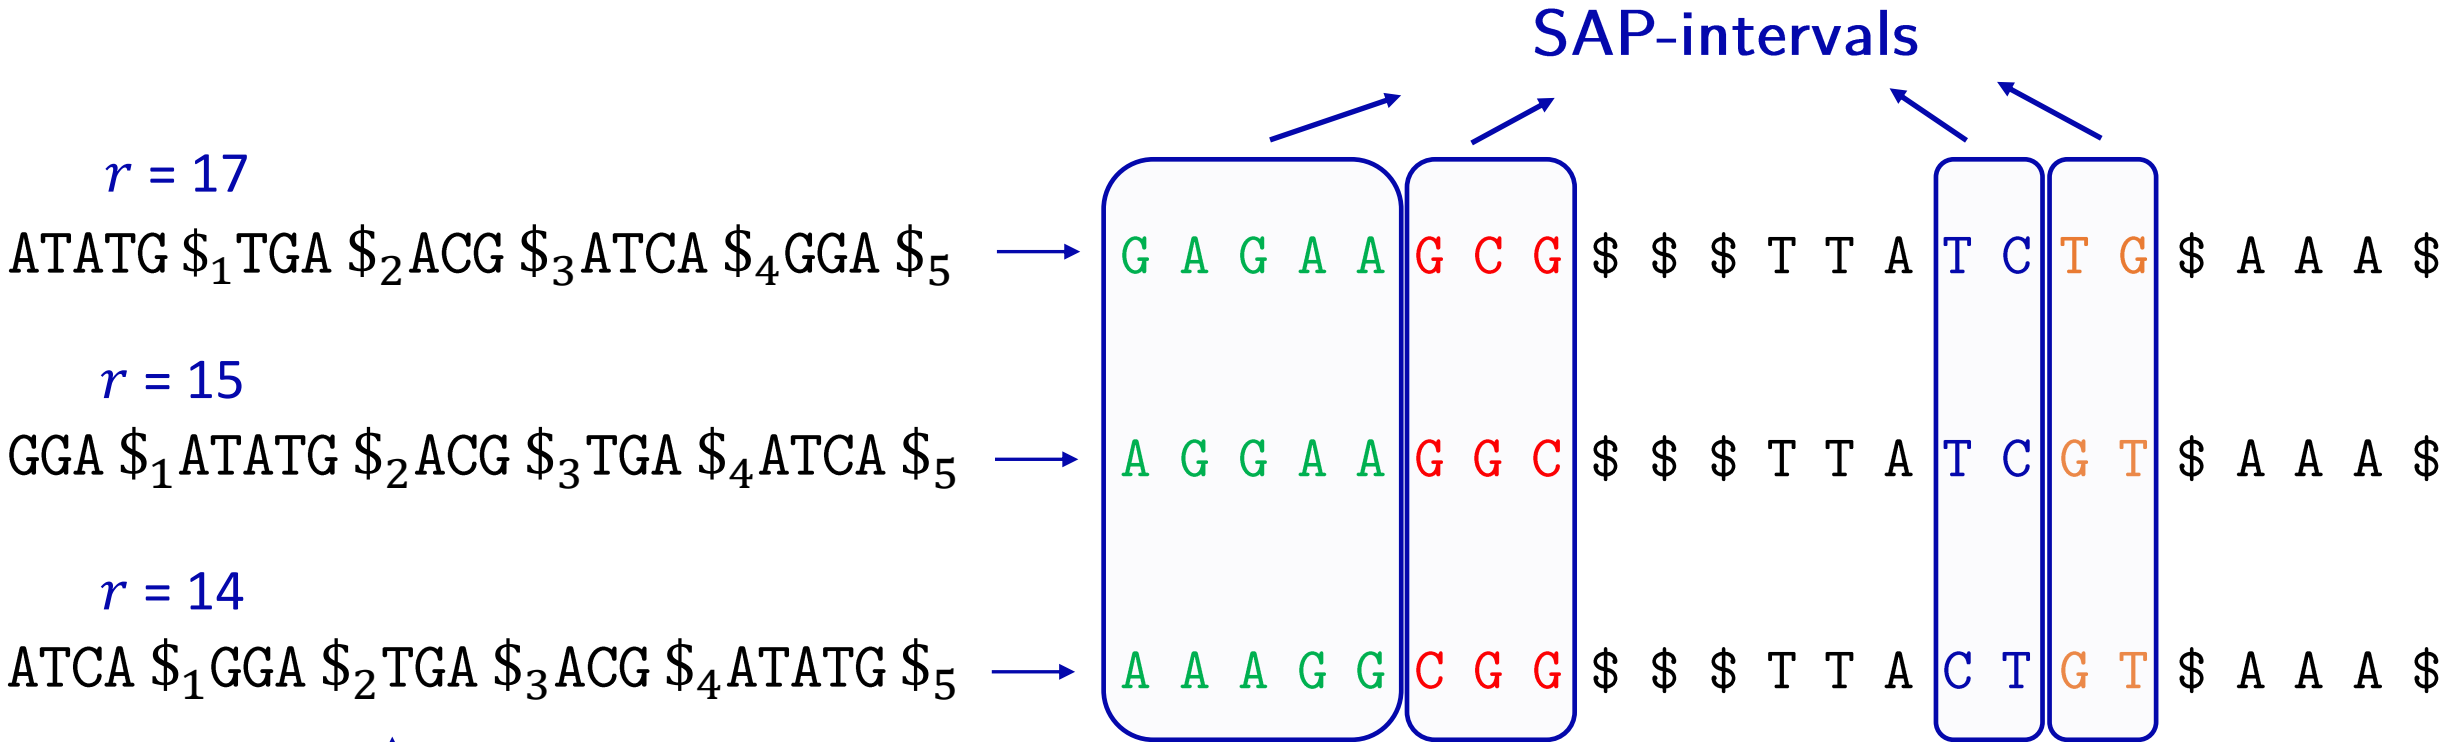 SAP-intervals
r = 17
ATATG $₁TGA $₂ACG $₃ATCA $₄GGA $₅ G A G A A G C G $ $ $ T T A T C T G $ A A A $
r = 15
GGA $₁ATATG $₂ACG $₃TGA $₄ATCA $₅ A G G A A G G C $ $ $ T T A T C G T $ A A A $
r = 14
ATCA $₁GGA $₂TGA $₃ACG $₄ATATG $₅ A A A G G C G G $ $ $ T T A C T G T $ A A A $